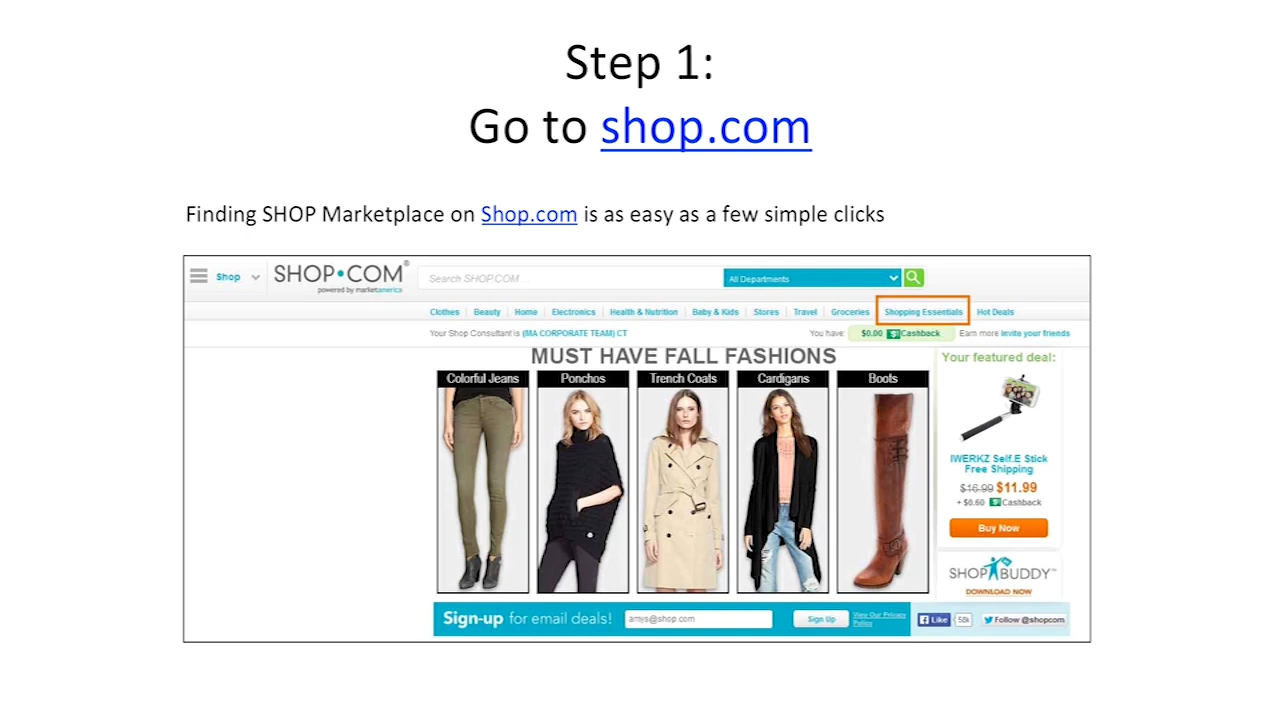 Step 1:
Go to shop.com
Finding SHOP Marketplace on Shop.com is as easy as a few simple clicks
Shop
SHOP•COM®
powered by marketamerica
Search SHOP.COM...
All Departments
Clothes Beauty Home Electronics Health & Nutrition Baby & Kids Stores Travel Groceries Shopping Essentials Hot Deals
Your Shop Consultant is (MA CORPORATE TEAM) CT
You have: $0.00 Cashback Earn more invite your friends
MUST HAVE FALL FASHIONS
Colorful Jeans
Ponchos
Trench Coats
Cardigans
Boots
Your featured deal:
IWERKZ Self.E Stick
Free Shipping
$16.99 $11.99
+ $0.60 Cashback
Buy Now
SHOP BUDDY™
DOWNLOAD NOW
Sign-up for email deals!
amys@shop.com
Sign Up
View Our Privacy
Policy
Like 58k
Follow @shopcom